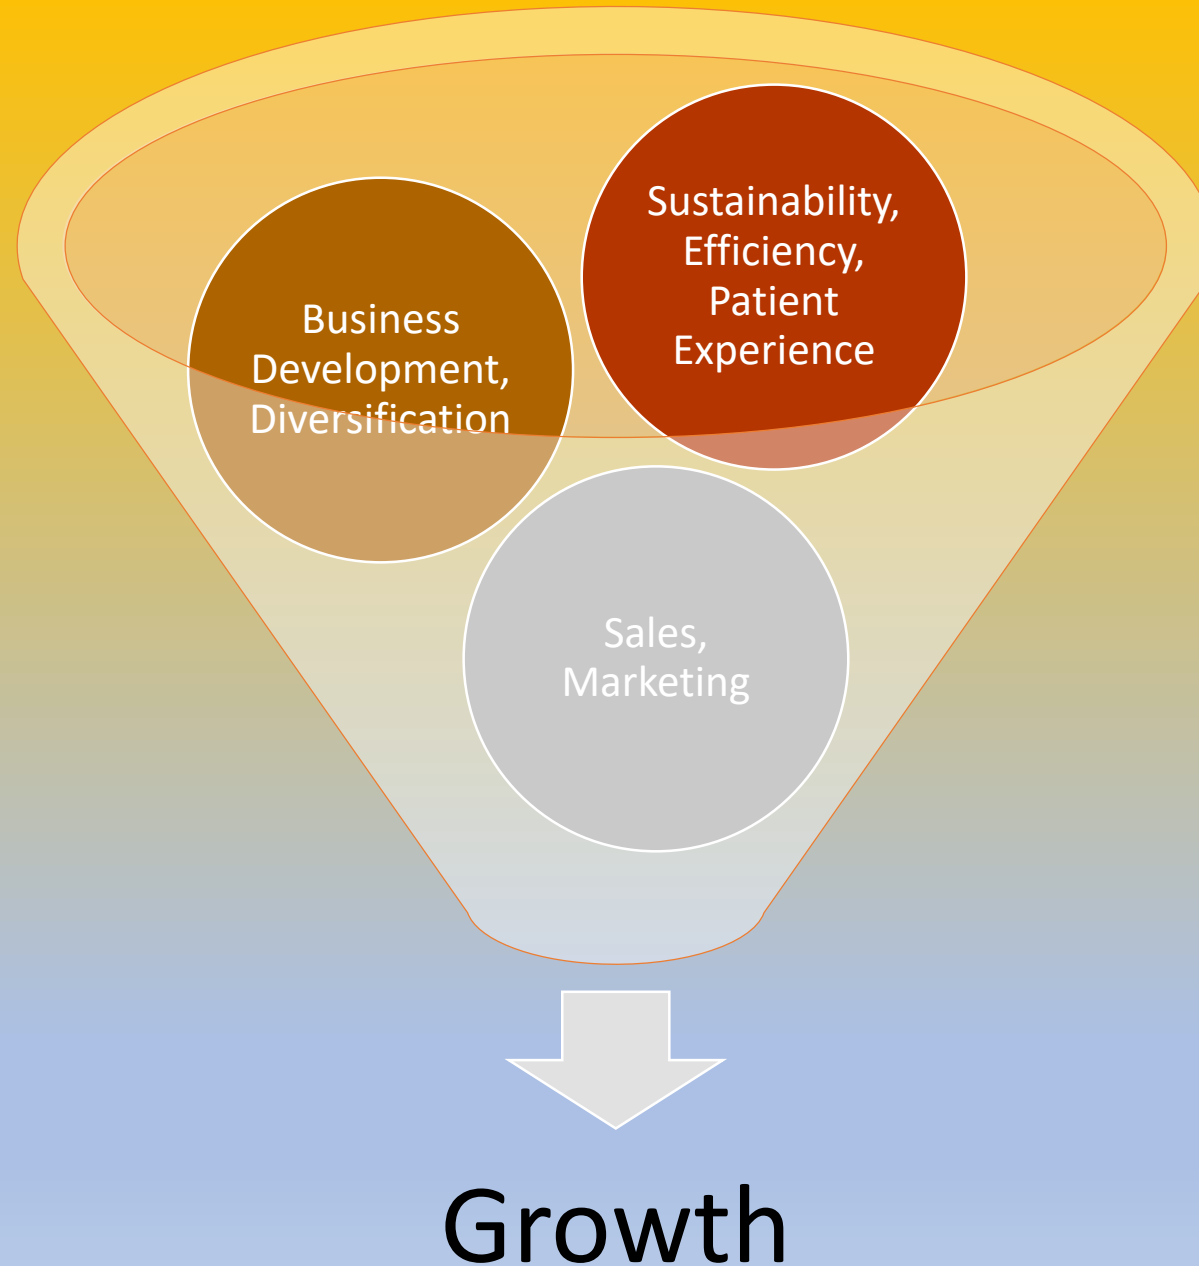 Sustainability,
Efficiency,
Patient
Experience
Business
Development,
Diversification
Sales,
Marketing
Growth